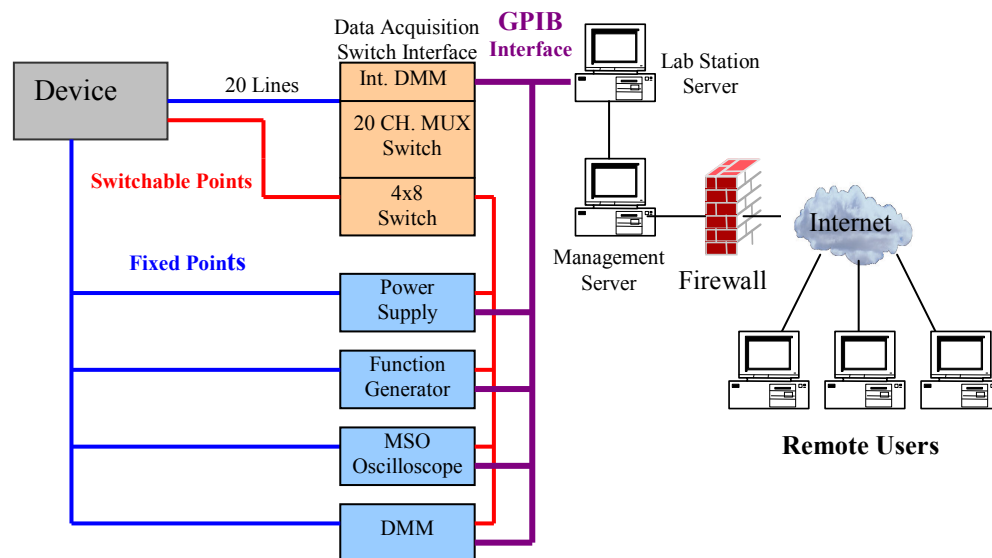 GPIB
Interface
Data Acquisition
Switch Interface
Lab Station
Server
Device
20 Lines
Int. DMM
20 CH. MUX
Switch
Switchable Points
4x8
Switch
Management
Server
Firewall
Internet
Fixed Points
Power
Supply
Function
Generator
MSO
Oscilloscope
DMM
Remote Users